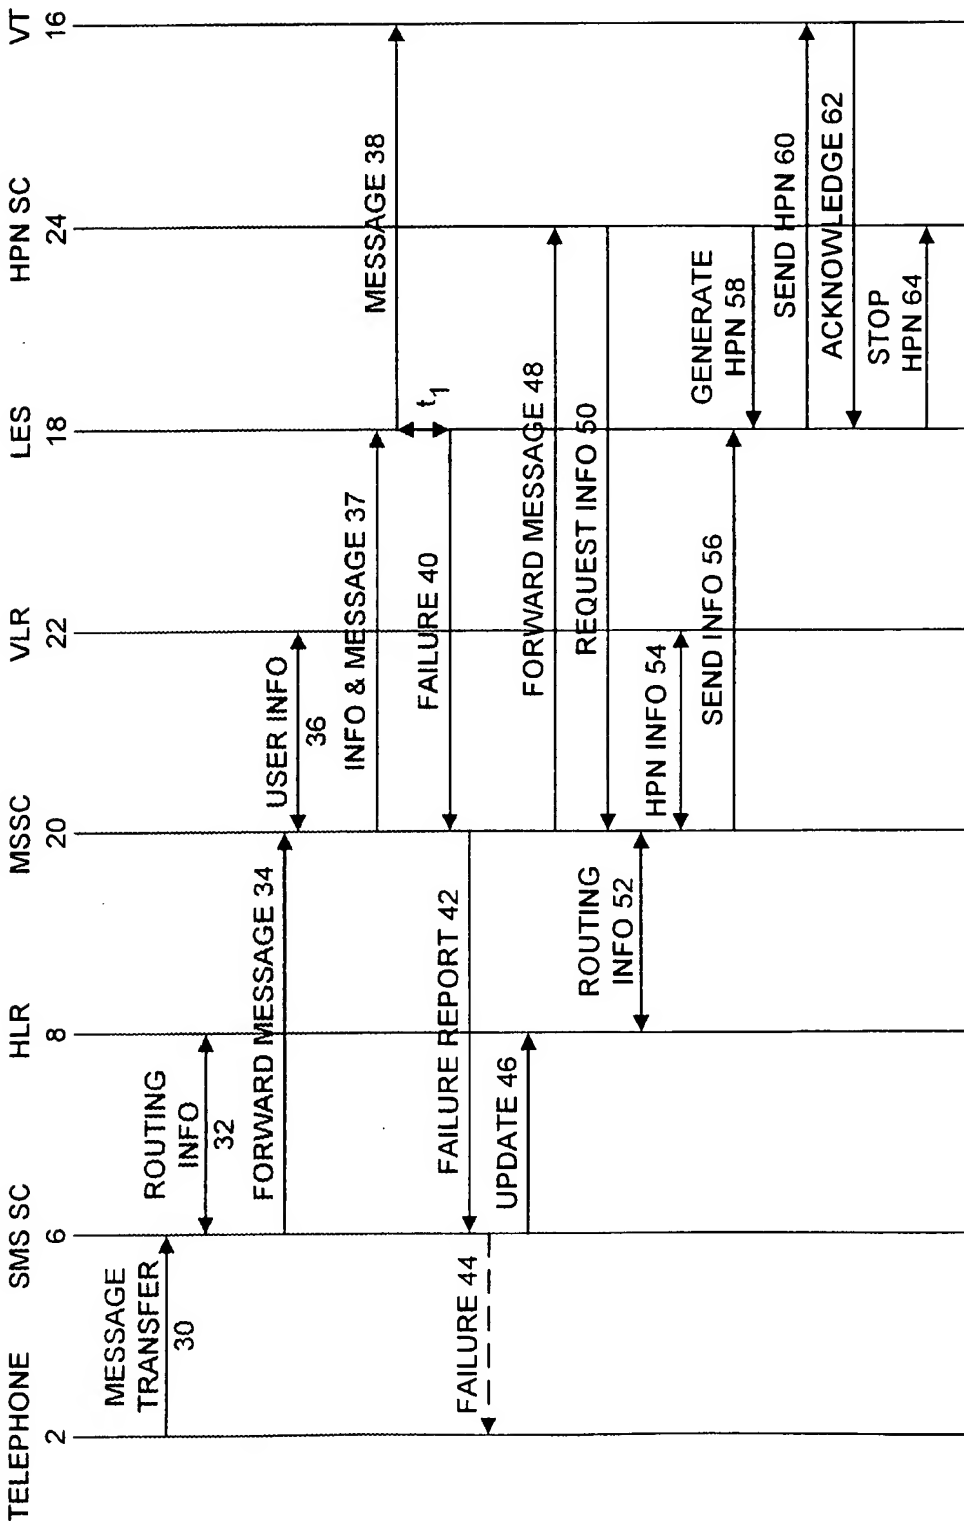 TELEPHONE
SMS SC
HLR
MSSC
VLR
LES
HPN SC
VT
2
6
8
20
22
18
24
16
MESSAGE
TRANSFER
30
ROUTING
INFO
32
FORWARD MESSAGE 34
USER INFO
36
INFO & MESSAGE 37
MESSAGE 38
t1
FAILURE 40
FAILURE REPORT 42
FAILURE 44
UPDATE 46
FORWARD MESSAGE 48
REQUEST INFO 50
ROUTING
INFO 52
HPN INFO 54
SEND INFO 56
GENERATE
HPN 58
SEND HPN 60
ACKNOWLEDGE 62
STOP
HPN 64